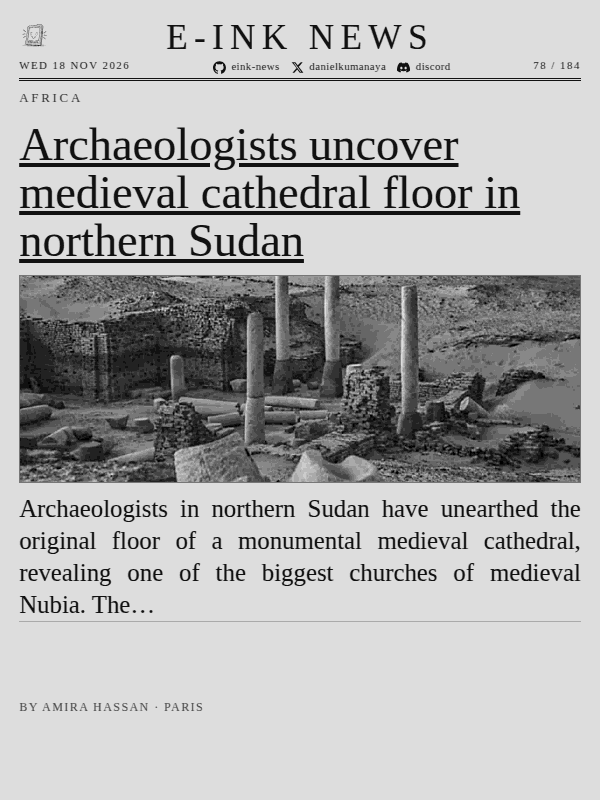 E-INK NEWS
WED 18 NOV 2026
eink-news danielkumanaya discord
78 / 184
AFRICA
Archaeologists uncover
medieval cathedral floor in
northern Sudan
Archaeologists in northern Sudan have unearthed the
original floor of a monumental medieval cathedral,
revealing one of the biggest churches of medieval
Nubia. The…
BY AMIRA HASSAN · PARIS